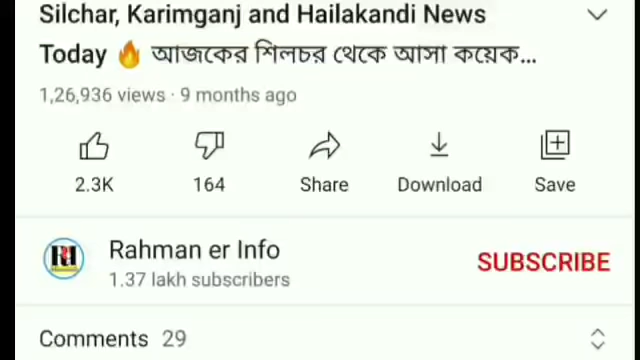 Silchar, Karimganj and Hailakandi News
Today 🔥 আজকের শিলচর থেকে আসা কয়েক...
1,26,936 views · 9 months ago
2.3K 164 Share Download Save
Rahman er Info
SUBSCRIBE
1.37 lakh subscribers
Comments 29